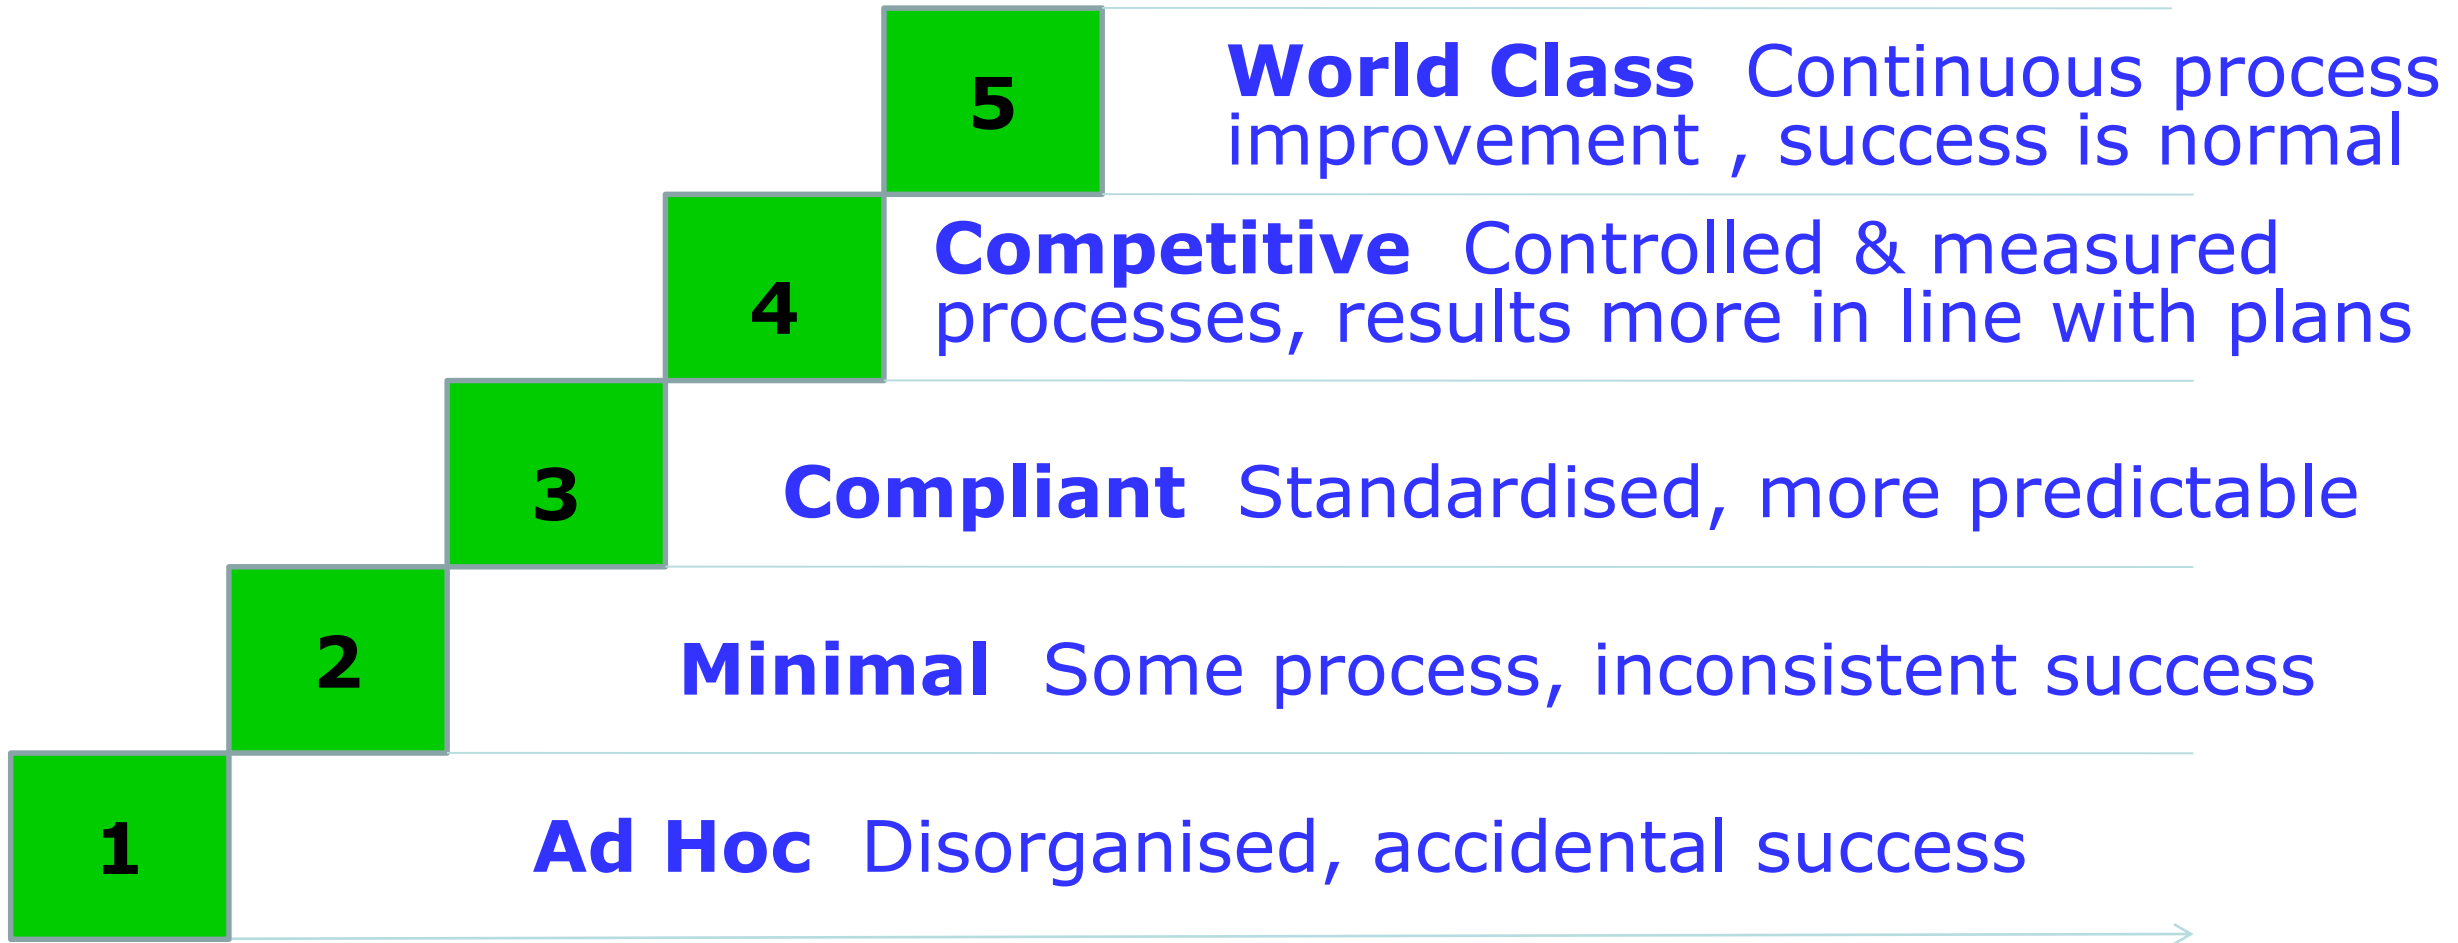 5
World Class  Continuous process
improvement , success is normal
4
Competitive  Controlled & measured
processes, results more in line with plans
3
Compliant  Standardised, more predictable
2
Minimal  Some process, inconsistent success
1
Ad Hoc  Disorganised, accidental success